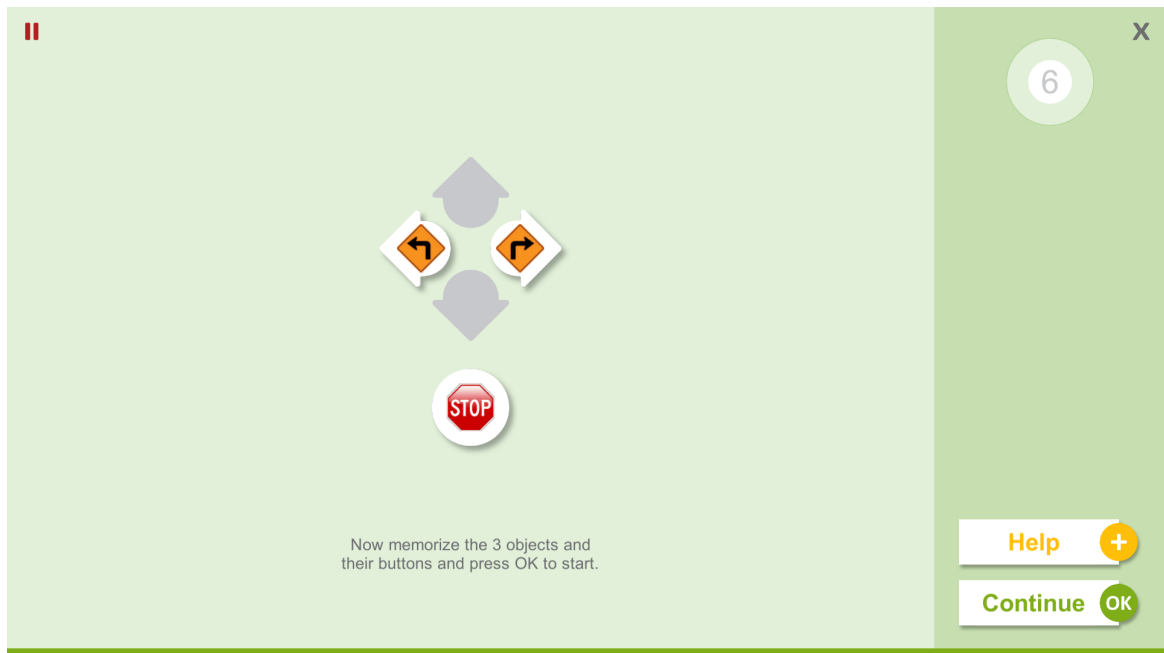 X
6
STOP
Now memorize the 3 objects and
their buttons and press OK to start.
Help +
Continue OK